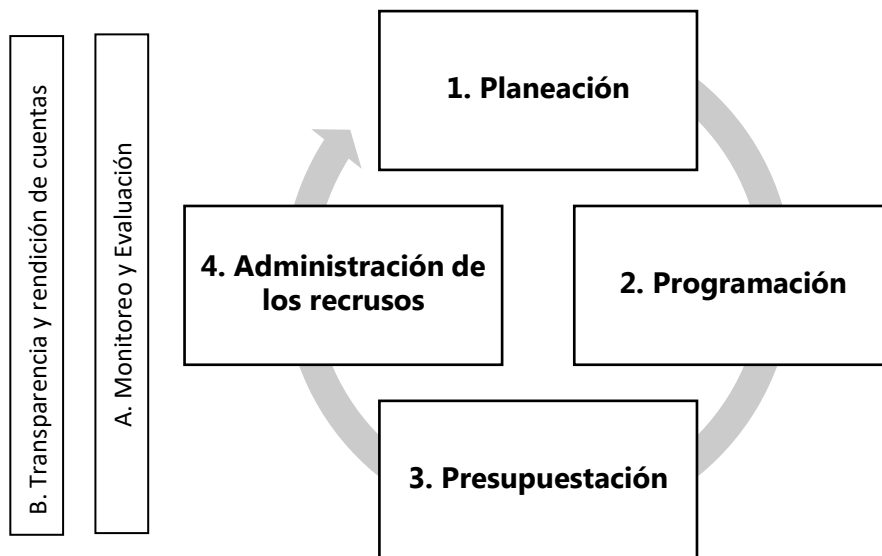 B. Transparencia y rendición de cuentas
A. Monitoreo y Evaluación
1. Planeación
2. Programación
3. Presupuestación
4. Administración de
los recrusos